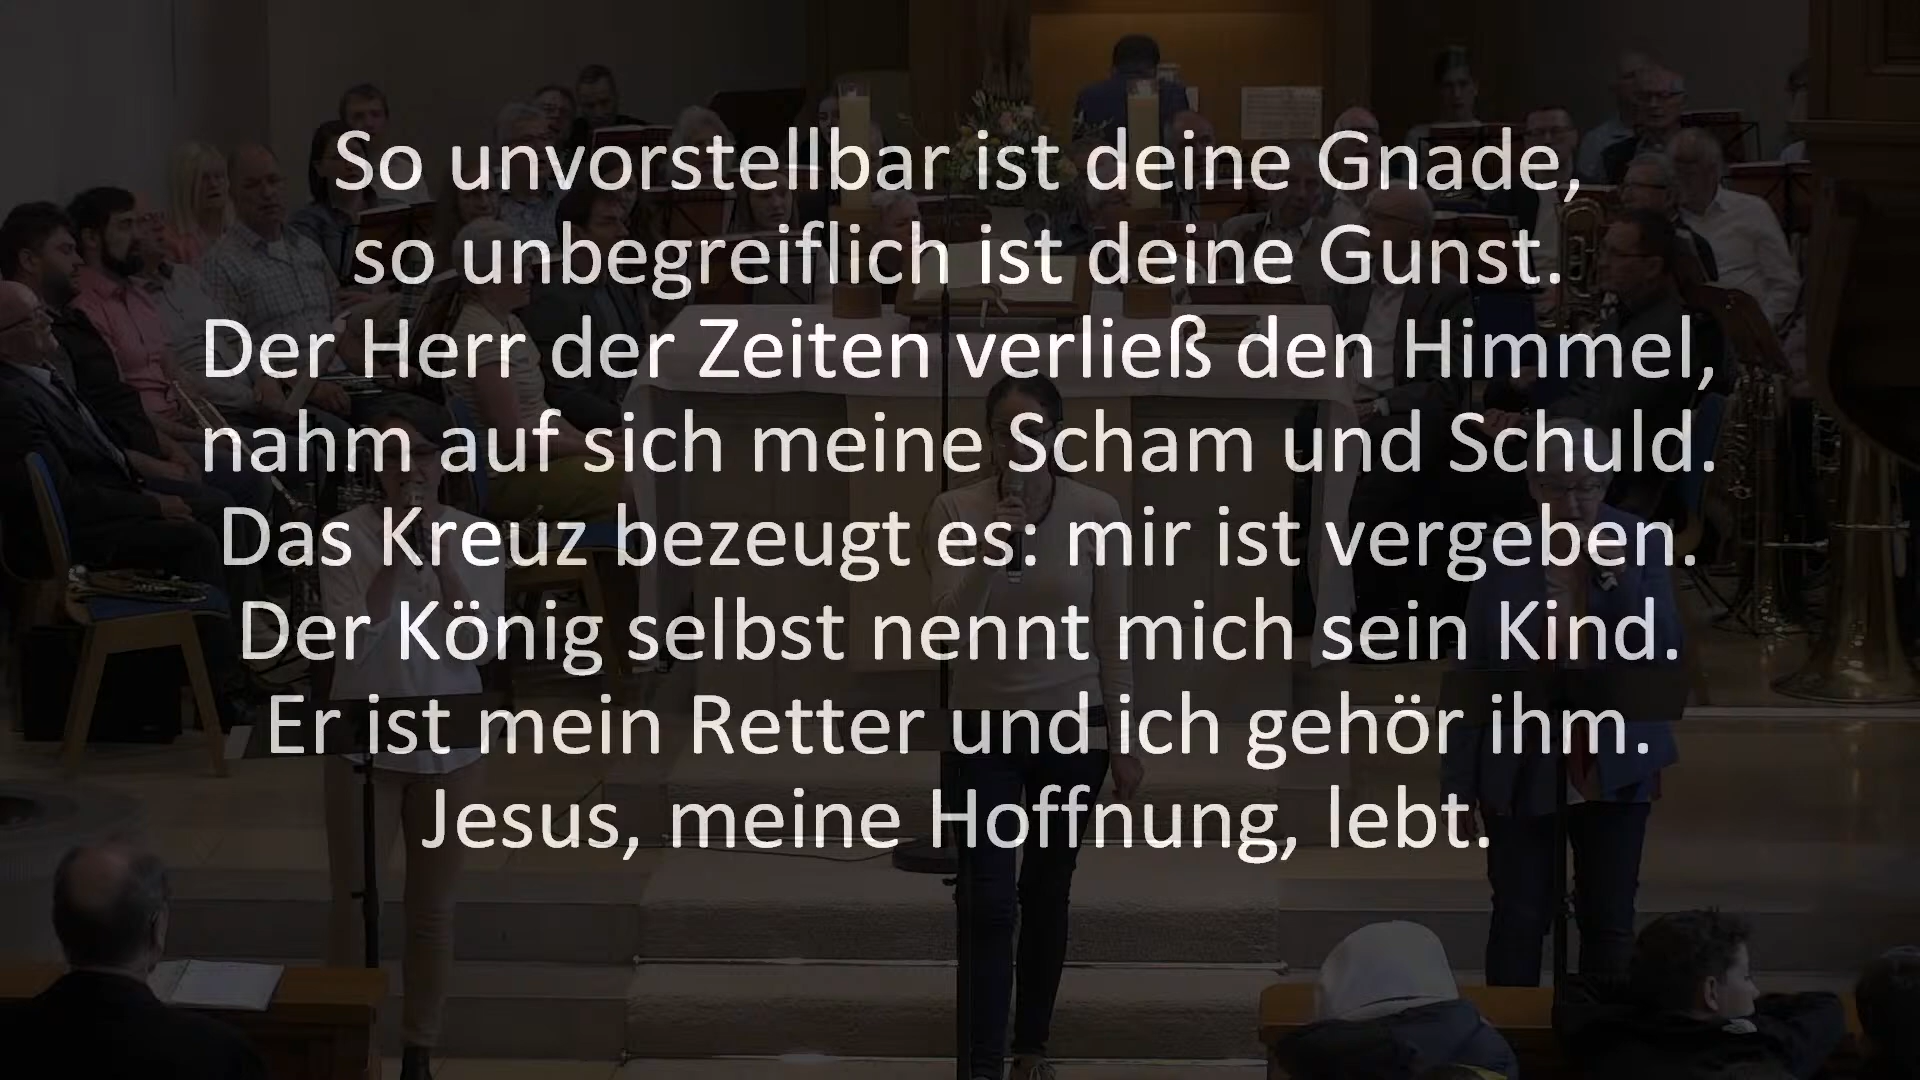 So unvorstellbar ist deine Gnade,
so unbegreiflich ist deine Gunst.
Der Herr der Zeiten verließ den Himmel,
nahm auf sich meine Scham und Schuld.
Das Kreuz bezeugt es: mir ist vergeben.
Der König selbst nennt mich sein Kind.
Er ist mein Retter und ich gehör ihm.
Jesus, meine Hoffnung, lebt.